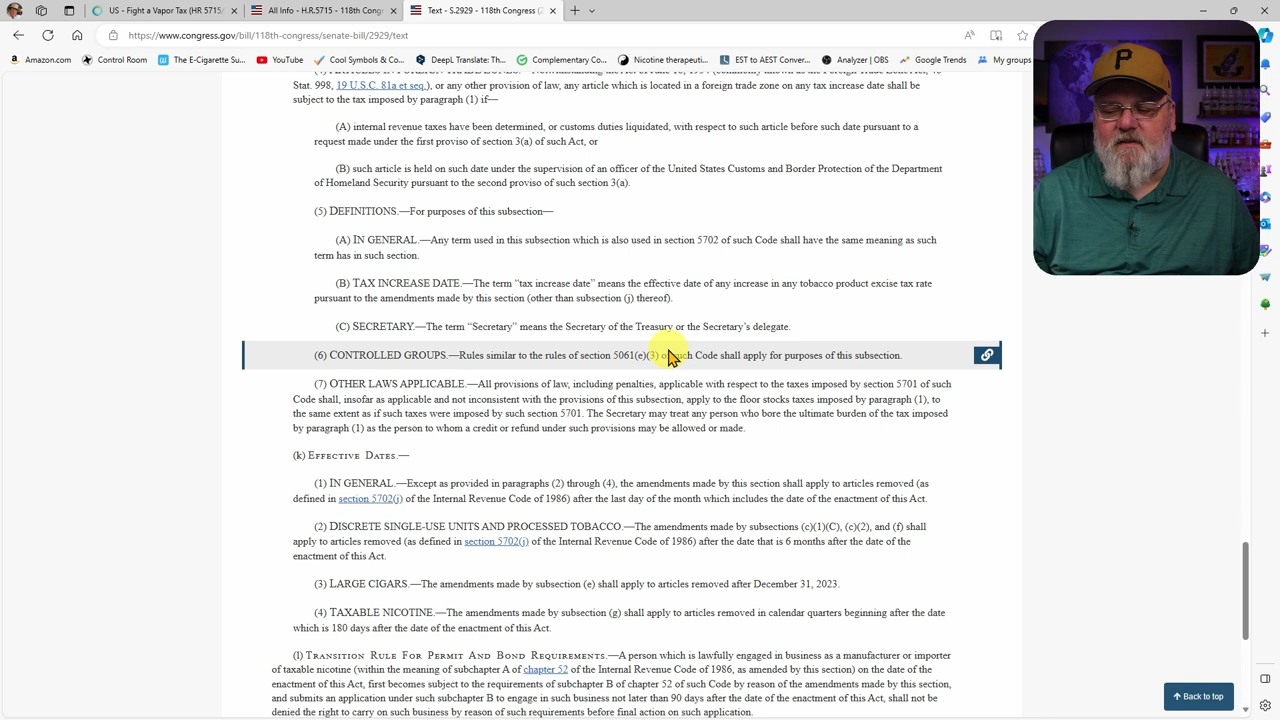 US - Fight a Vapor Tax (HR 5715/
All Info - H.R.5715 - 118th Cong
Text - S.2929 - 118th Congress (2
https://www.congress.gov/bill/118th-congress/senate-bill/2929/text
Amazon.com
Control Room
The E-Cigarette Su...
YouTube
Cool Symbols & Co...
DeepL Translate: Th...
Complementary Co...
Nicotine therapeuti...
EST to AEST Conver...
Analyzer | OBS
Google Trends
My groups
Stat. 998, 19 U.S.C. 81a et seq.), or any other provision of law, any article which is located in a foreign trade zone on any tax increase date shall be
subject to the tax imposed by paragraph (1) if—
(A) internal revenue taxes have been determined, or customs duties liquidated, with respect to such article before such date pursuant to a
request made under the first proviso of section 3(a) of such Act, or
(B) such article is held on such date under the supervision of an officer of the United States Customs and Border Protection of the Department
of Homeland Security pursuant to the second proviso of such section 3(a).
(5) DEFINITIONS.—For purposes of this subsection—
(A) IN GENERAL.—Any term used in this subsection which is also used in section 5702 of such Code shall have the same meaning as such
term has in such section.
(B) TAX INCREASE DATE.—The term “tax increase date” means the effective date of any increase in any tobacco product excise tax rate
pursuant to the amendments made by this section (other than subsection (j) thereof).
(C) SECRETARY.—The term “Secretary” means the Secretary of the Treasury or the Secretary’s delegate.
(6) CONTROLLED GROUPS.—Rules similar to the rules of section 5061(e)(3) of such Code shall apply for purposes of this subsection.
(7) OTHER LAWS APPLICABLE.—All provisions of law, including penalties, applicable with respect to the taxes imposed by section 5701 of such
Code shall, insofar as applicable and not inconsistent with the provisions of this subsection, apply to the floor stocks taxes imposed by paragraph (1), to
the same extent as if such taxes were imposed by such section 5701. The Secretary may treat any person who bore the ultimate burden of the tax imposed
by paragraph (1) as the person to whom a credit or refund under such provisions may be allowed or made.
(k) EFFECTIVE DATES.—
(1) IN GENERAL.—Except as provided in paragraphs (2) through (4), the amendments made by this section shall apply to articles removed (as
defined in section 5702(j) of the Internal Revenue Code of 1986) after the last day of the month which includes the date of the enactment of this Act.
(2) DISCRETE SINGLE-USE UNITS AND PROCESSED TOBACCO.—The amendments made by subsections (c)(1)(C), (c)(2), and (f) shall
apply to articles removed (as defined in section 5702(j) of the Internal Revenue Code of 1986) after the date that is 6 months after the date of the
enactment of this Act.
(3) LARGE CIGARS.—The amendments made by subsection (e) shall apply to articles removed after December 31, 2023.
(4) TAXABLE NICOTINE.—The amendments made by subsection (g) shall apply to articles removed in calendar quarters beginning after the date
which is 180 days after the date of the enactment of this Act.
(l) TRANSITION RULE FOR PERMIT AND BOND REQUIREMENTS.—A person which is lawfully engaged in business as a manufacturer or importer
of taxable nicotine (within the meaning of subchapter A of chapter 52 of the Internal Revenue Code of 1986, as amended by this section) on the date of the
enactment of this Act, first becomes subject to the requirements of subchapter B of chapter 52 of such Code by reason of the amendments made by this section,
and submits an application under such subchapter B to engage in such business not later than 90 days after the date of the enactment of this Act, shall not be
denied the right to carry on such business by reason of such requirements before final action on such application.
Back to top
P